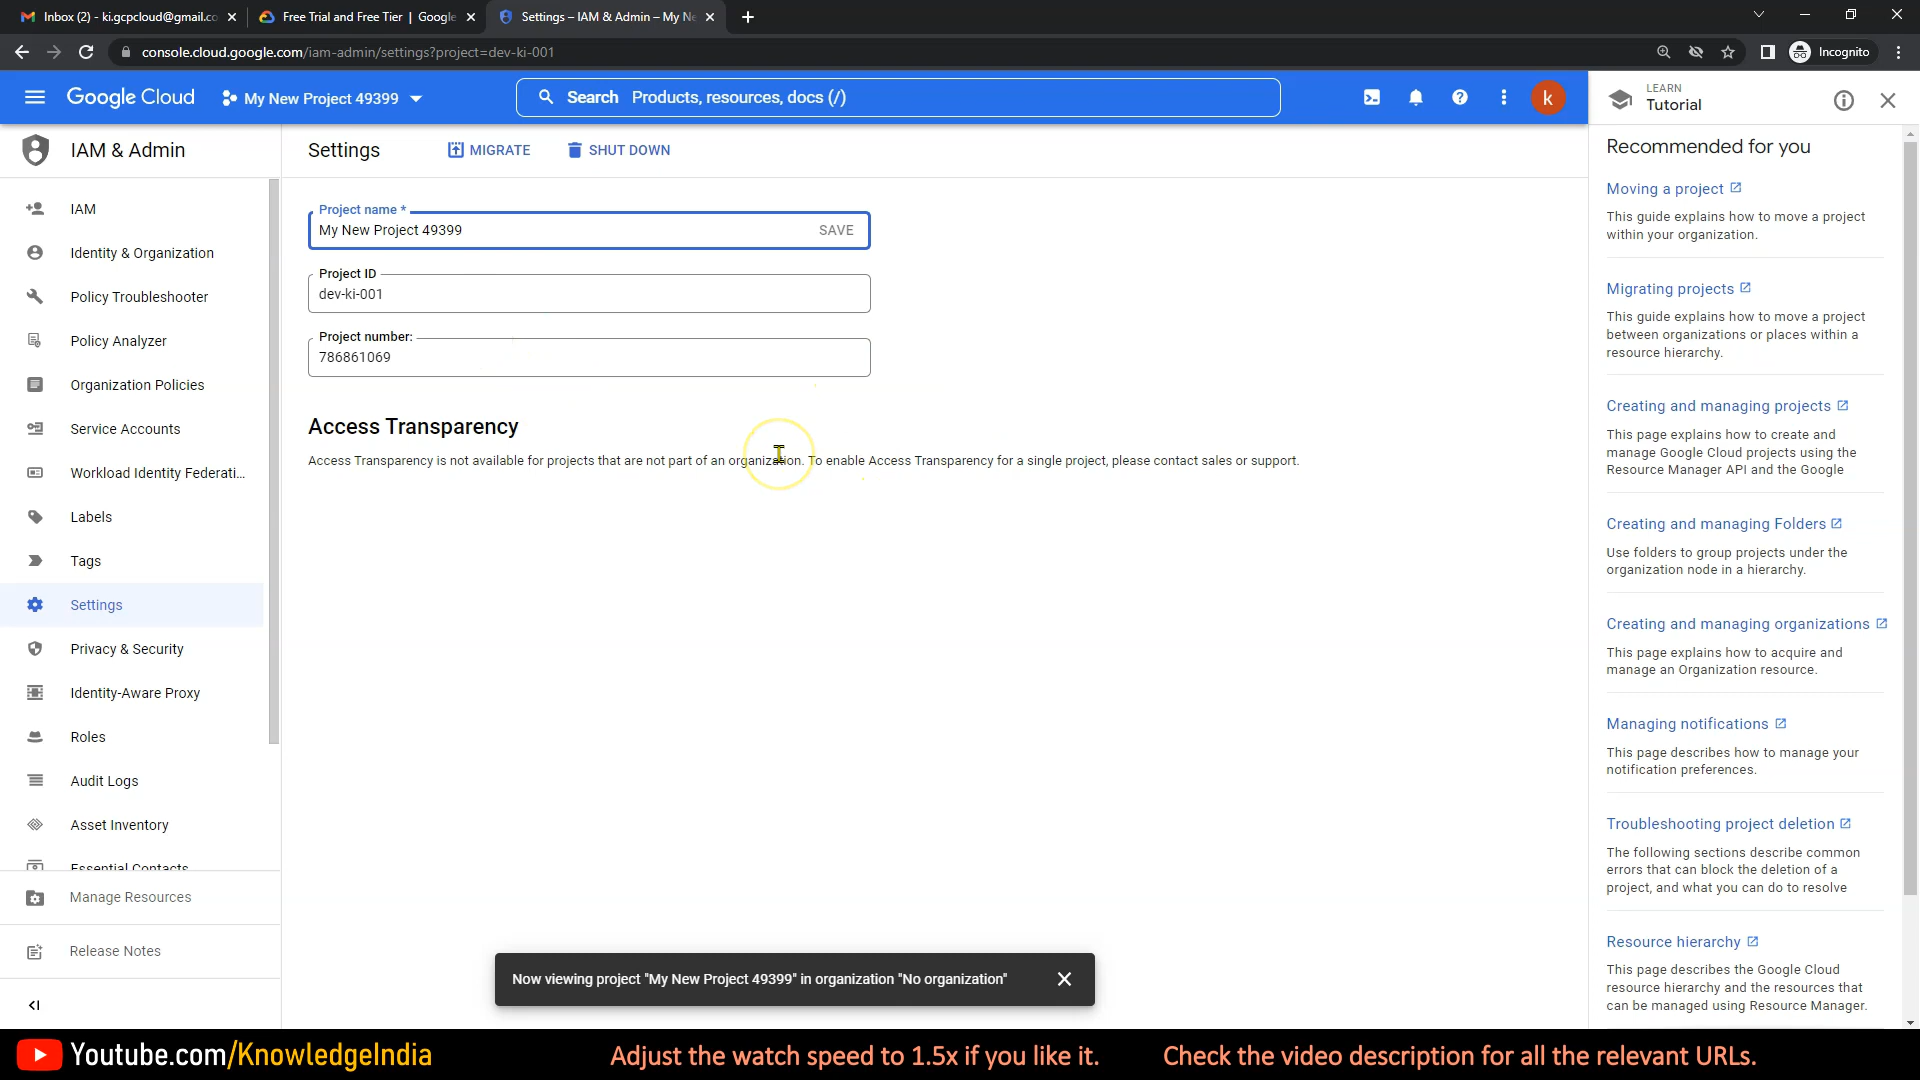 Inbox (2) - ki.gcpcloud@gmail.co
Free Trial and Free Tier | Google
Settings – IAM & Admin – My Ne
console.cloud.google.com/iam-admin/settings?project=dev-ki-001
Incognito
Google Cloud
My New Project 49399
Search Products, resources, docs (/)
k
LEARN
Tutorial
IAM & Admin
Settings
MIGRATE
SHUT DOWN
IAM
Identity & Organization
Policy Troubleshooter
Policy Analyzer
Organization Policies
Service Accounts
Workload Identity Federati...
Labels
Tags
Settings
Privacy & Security
Identity-Aware Proxy
Roles
Audit Logs
Asset Inventory
Essential Contacts
Manage Resources
Release Notes
Project name *
My New Project 49399
SAVE
Project ID
dev-ki-001
Project number:
786861069
Access Transparency
Access Transparency is not available for projects that are not part of an organization. To enable Access Transparency for a single project, please contact sales or support.
Now viewing project "My New Project 49399" in organization "No organization"
Recommended for you
Moving a project
This guide explains how to move a project
within your organization.
Migrating projects
This guide explains how to move a project
between organizations or places within a
resource hierarchy.
Creating and managing projects
This page explains how to create and
manage Google Cloud projects using the
Resource Manager API and the Google
Creating and managing Folders
Use folders to group projects under the
organization node in a hierarchy.
Creating and managing organizations
This page explains how to acquire and
manage an Organization resource.
Managing notifications
This page describes how to manage your
notification preferences.
Troubleshooting project deletion
The following sections describe common
errors that can block the deletion of a
project, and what you can do to resolve
Resource hierarchy
This page describes the Google Cloud
resource hierarchy and the resources that
can be managed using Resource Manager.
Youtube.com/KnowledgeIndia
Adjust the watch speed to 1.5x if you like it.
Check the video description for all the relevant URLs.